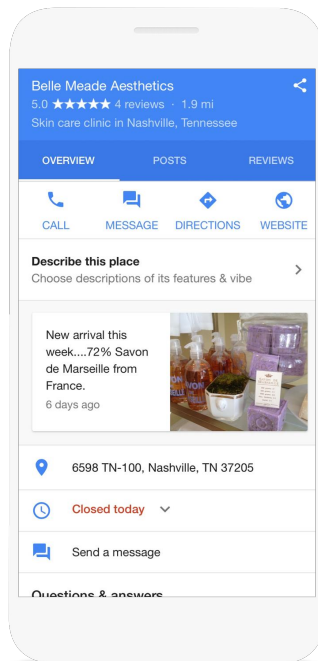 Belle Meade Aesthetics
5.0 ★★★★★ 4 reviews · 1.9 mi
Skin care clinic in Nashville, Tennessee
OVERVIEW POSTS REVIEWS
CALL MESSAGE DIRECTIONS WEBSITE
Describe this place
Choose descriptions of its features & vibe
New arrival this
week....72% Savon
de Marseille from
France.
6 days ago
6598 TN-100, Nashville, TN 37205
Closed today
Send a message
Questions & answers